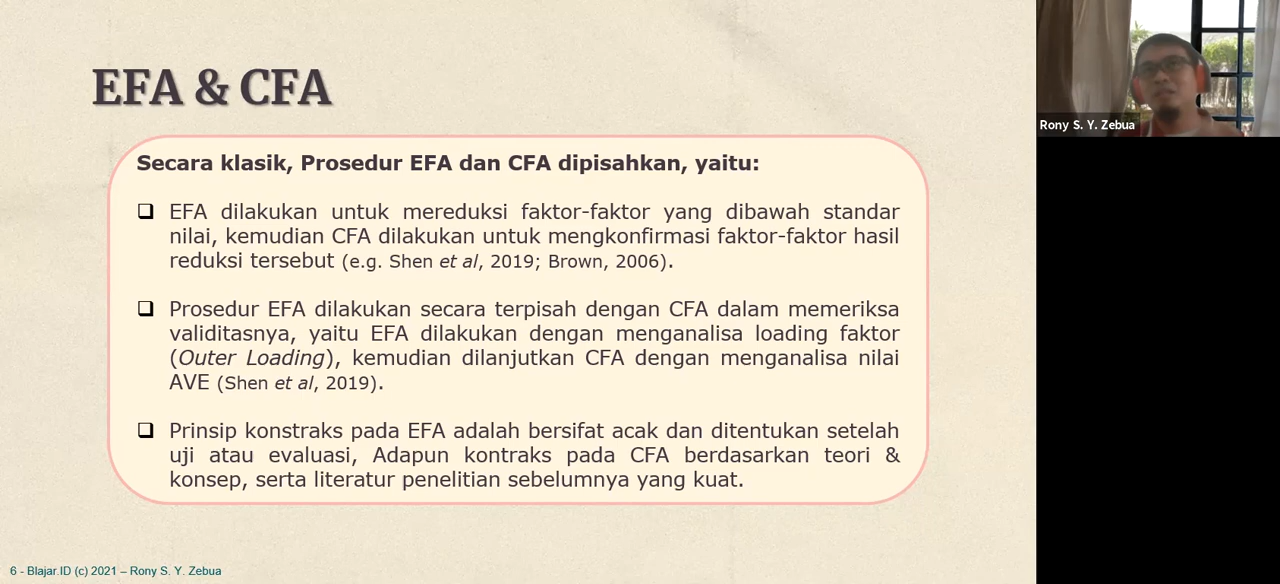 EFA & CFA
Secara klasik, Prosedur EFA dan CFA dipisahkan, yaitu:
EFA dilakukan untuk mereduksi faktor-faktor yang dibawah standar
nilai, kemudian CFA dilakukan untuk mengkonfirmasi faktor-faktor hasil
reduksi tersebut (e.g. Shen et al, 2019; Brown, 2006).
Prosedur EFA dilakukan secara terpisah dengan CFA dalam memeriksa
validitasnya, yaitu EFA dilakukan dengan menganalisa loading faktor
(Outer Loading), kemudian dilanjutkan CFA dengan menganalisa nilai
AVE (Shen et al, 2019).
Prinsip konstraks pada EFA adalah bersifat acak dan ditentukan setelah
uji atau evaluasi, Adapun kontraks pada CFA berdasarkan teori &
konsep, serta literatur penelitian sebelumnya yang kuat.
6 - Blajar.ID (c) 2021 – Rony S. Y. Zebua
Rony S. Y. Zebua